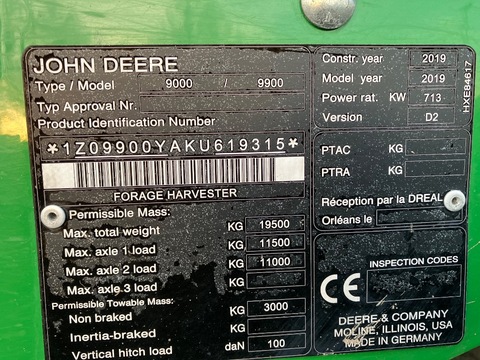 JOHN DEERE
Type / Model 9000 / 9900
Typ Approval Nr.
Product Identification Number
*1Z09900YAKU619315*
FORAGE HARVESTER
Permissible Mass:
Max. total weight KG 19500
Max. axle 1 load KG 11500
Max. axle 2 load KG 11000
Max. axle 3 load KG
Permissible Towable Mass:
Non braked KG 3000
Inertia-braked KG
Vertical hitch load daN 100
Constr. year 2019
Model year 2019
Power rat. KW 713
Version D2
HXE84617
PTAC KG
PTRA KG
Réception par la DREAL
Orléans le
INSPECTION CODES
CE
DEERE & COMPANY
MOLINE, ILLINOIS, USA
MADE IN GERMANY